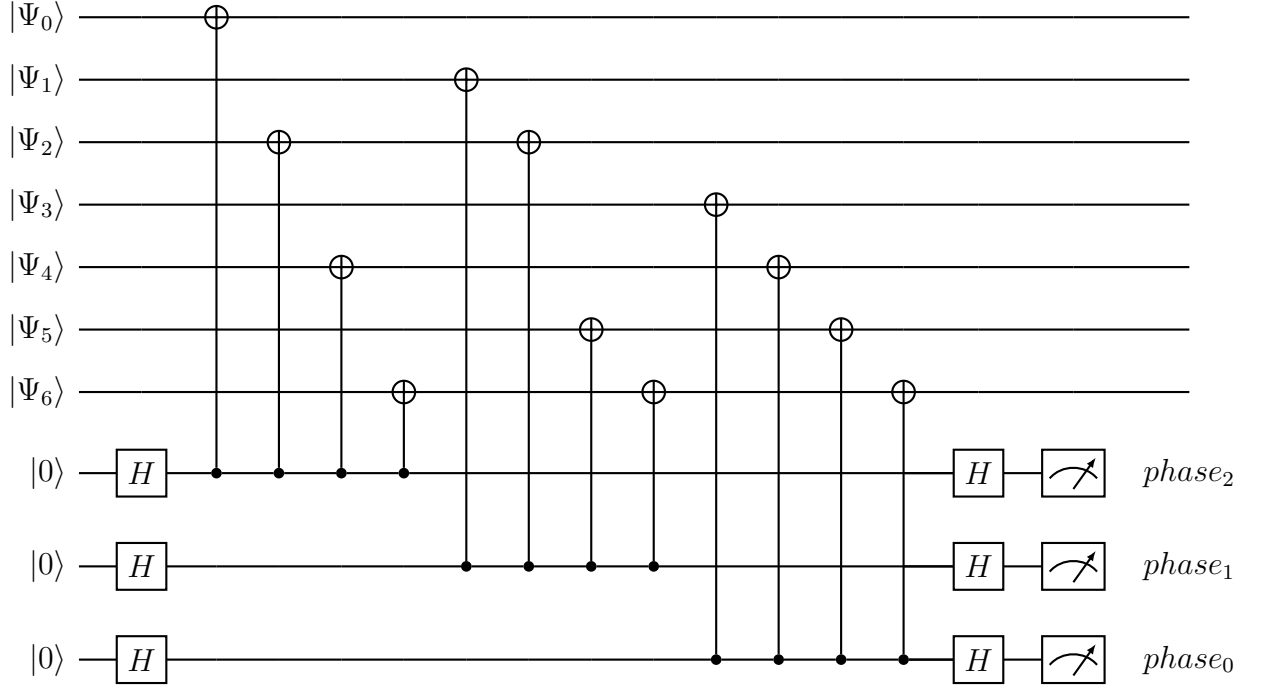 |Ψ₀⟩
|Ψ₁⟩
|Ψ₂⟩
|Ψ₃⟩
|Ψ₄⟩
|Ψ₅⟩
|Ψ₆⟩
|0⟩ H H phase₂
|0⟩ H H phase₁
|0⟩ H H phase₀